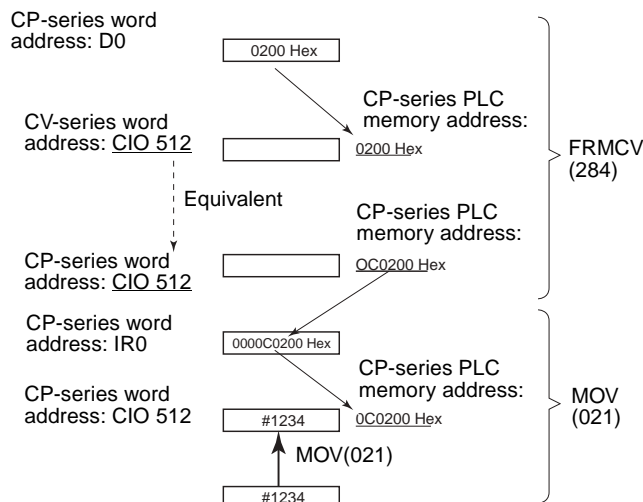 CP-series word
address: D0
0200 Hex
CP-series PLC
memory address:
CV-series word
address: CIO 512
0200 Hex
FRMCV
(284)
Equivalent
CP-series PLC
memory address:
CP-series word
address: CIO 512
OC0200 Hex
CP-series word
address: IR0
0000C0200 Hex
CP-series PLC
memory address:
CP-series word
address: CIO 512
#1234
0C0200 Hex
MOV
(021)
MOV(021)
#1234